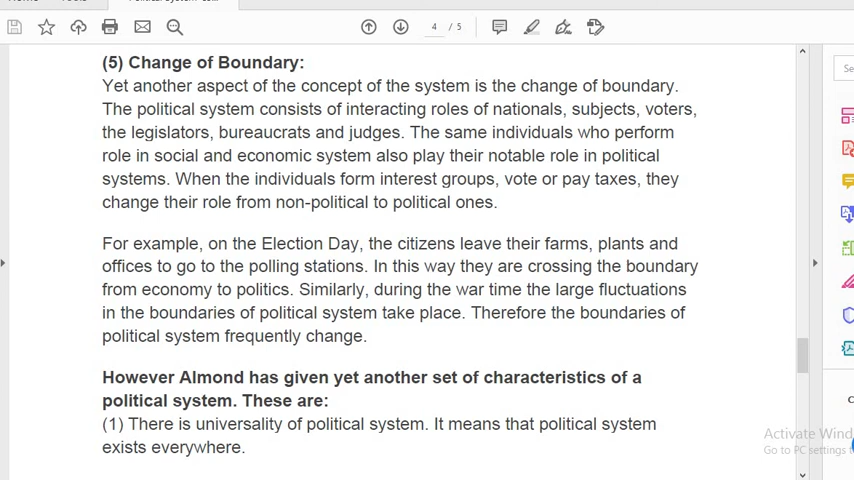 Political System-co...
4 / 5
(5) Change of Boundary:
Yet another aspect of the concept of the system is the change of boundary.
The political system consists of interacting roles of nationals, subjects, voters,
the legislators, bureaucrats and judges. The same individuals who perform
role in social and economic system also play their notable role in political
systems. When the individuals form interest groups, vote or pay taxes, they
change their role from non-political to political ones.
For example, on the Election Day, the citizens leave their farms, plants and
offices to go to the polling stations. In this way they are crossing the boundary
from economy to politics. Similarly, during the war time the large fluctuations
in the boundaries of political system take place. Therefore the boundaries of
political system frequently change.
However Almond has given yet another set of characteristics of a
political system. These are:
(1) There is universality of political system. It means that political system
exists everywhere.
Se
Activate Wind
Go to PC settings t